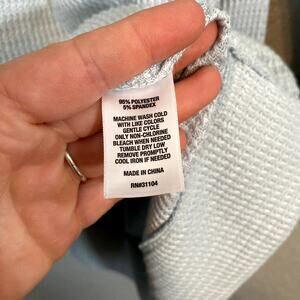 95% POLYESTER
5% SPANDEX
MACHINE WASH COLD
WITH LIKE COLORS
GENTLE CYCLE
ONLY NON-CHLORINE
BLEACH WHEN NEEDED
TUMBLE DRY LOW
REMOVE PROMPTLY
COOL IRON IF NEEDED
MADE IN CHINA
RN#31104